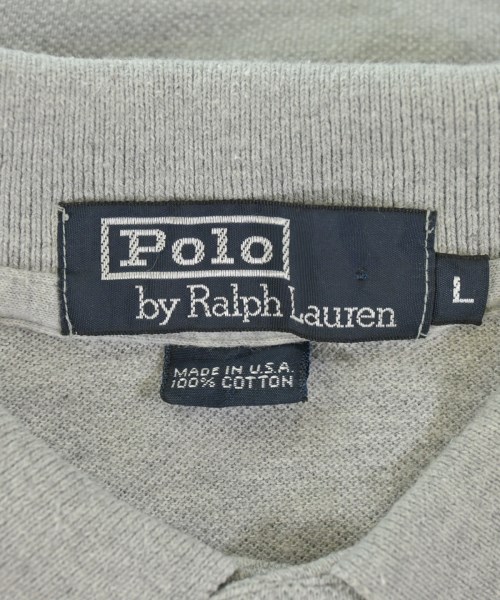 Polo
by Ralph Lauren
L
MADE IN U.S.A.
100% COTTON